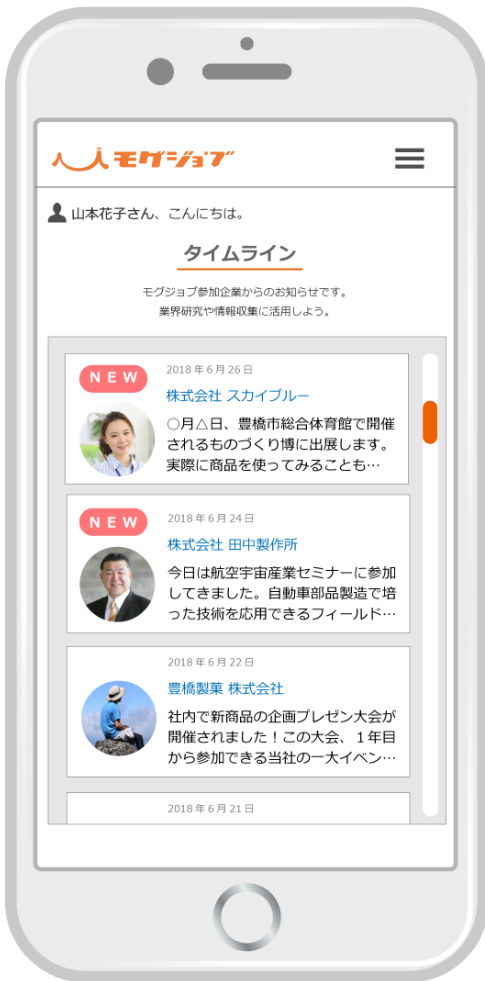 モグジョブ
山本花子さん、こんにちは。
タイムライン
モグジョブ参加企業からのお知らせです。
業界研究や情報収集に活用しよう。
NEW
2018年6月26日
株式会社 スカイブルー
○月△日、豊橋市総合体育館で開催
されるものづくり博に出展します。
実際に商品を使ってみることも…
NEW
2018年6月24日
株式会社 田中製作所
今日は航空宇宙産業セミナーに参加
してきました。自動車部品製造で培
った技術を応用できるフィールド…
2018年6月22日
豊橋製菓 株式会社
社内で新商品の企画プレゼン大会が
開催されました！この大会、１年目
から参加できる当社の一大イベン…
2018年6月21日